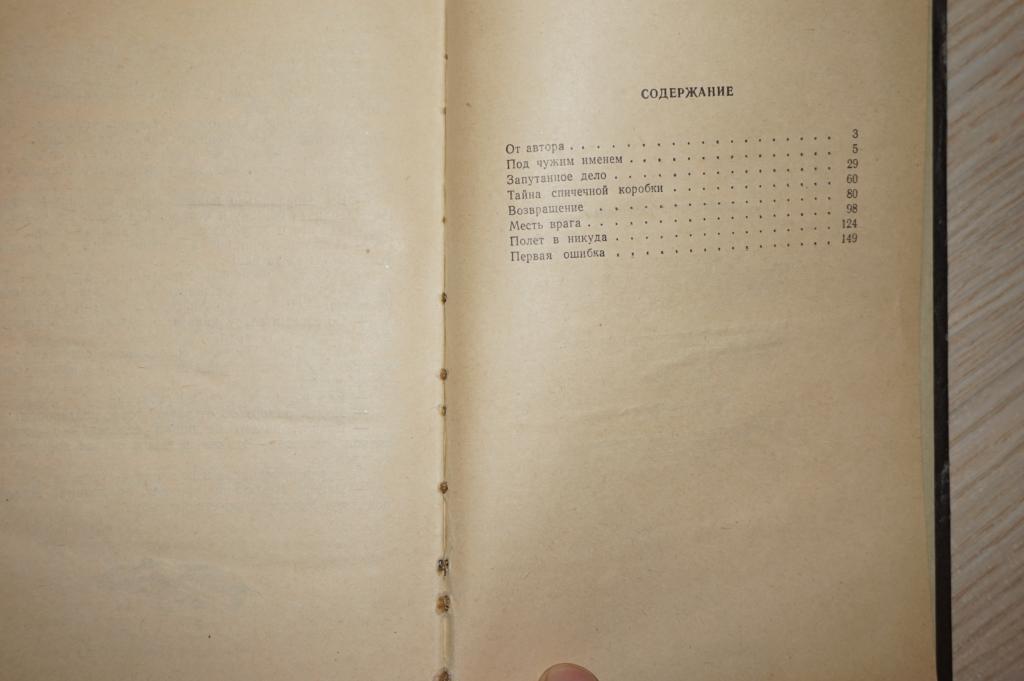 СОДЕРЖАНИЕ
От автора . . . . . . . . . . . . . . . 3
Под чужим именем . . . . . . . . . . . . 5
Запутанное дело . . . . . . . . . . . . . 29
Тайна спичечной коробки . . . . . . . . . . 60
Возвращение . . . . . . . . . . . . . . 80
Месть врага . . . . . . . . . . . . . . 98
Полет в никуда . . . . . . . . . . . . . 124
Первая ошибка . . . . . . . . . . . . . 149